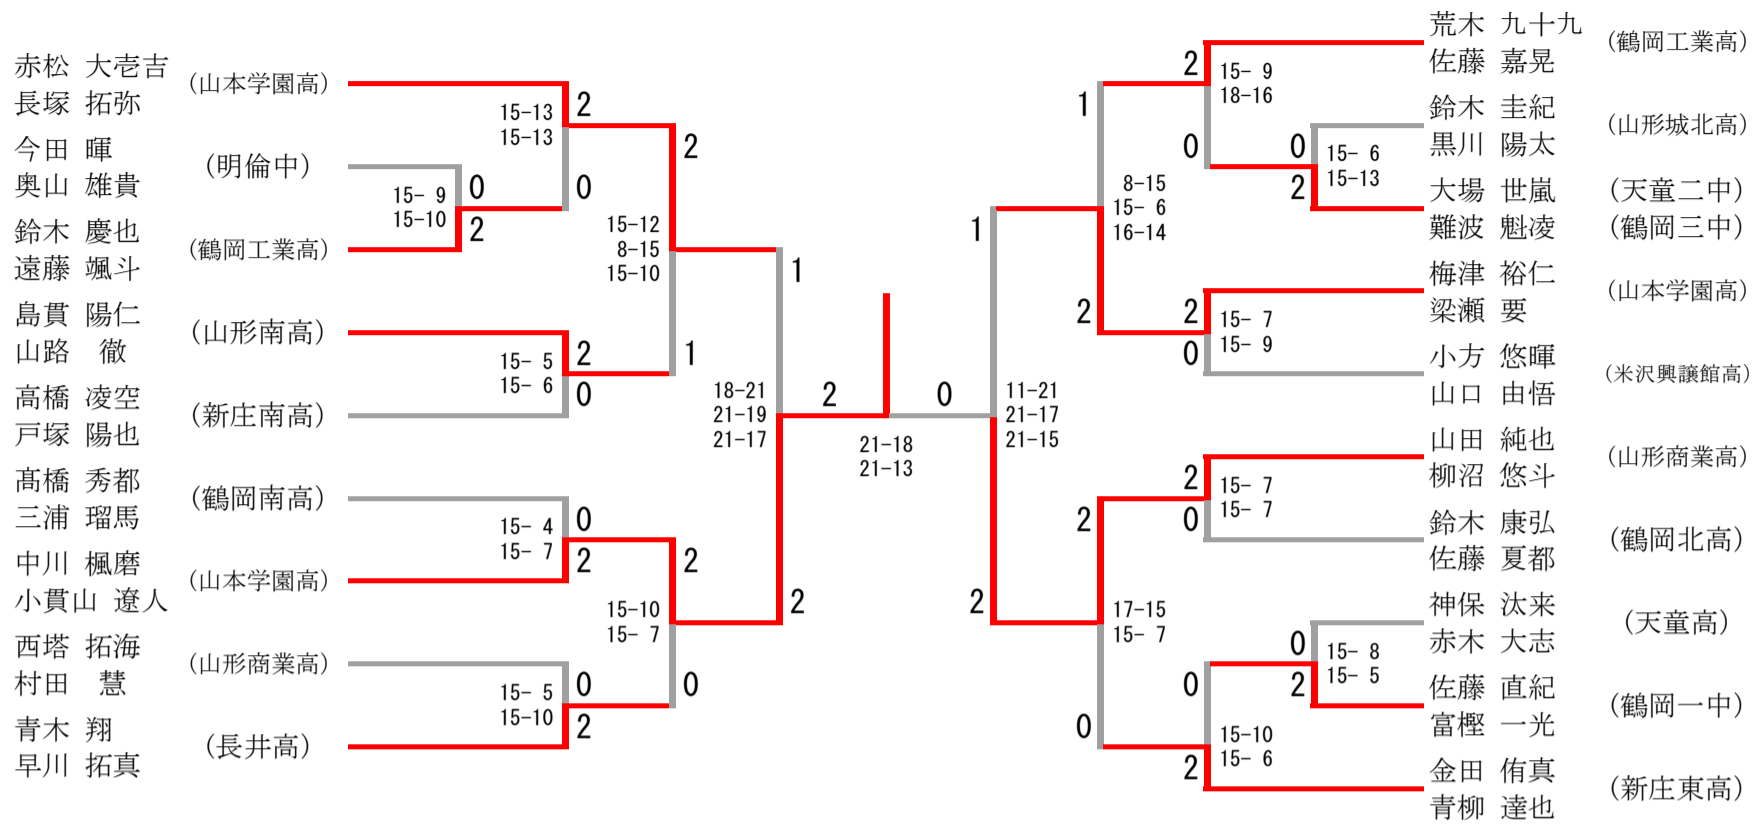 赤松 大壱吉
長塚 拓弥
(山本学園高)
今田 暉
奥山 雄貴
(明倫中)
鈴木 慶也
遠藤 颯斗
(鶴岡工業高)
島貫 陽仁
山路 徹
(山形南高)
高橋 凌空
戸塚 陽也
(新庄南高)
髙橋 秀都
三浦 瑠馬
(鶴岡南高)
中川 楓磨
小貫山 遼人
(山本学園高)
西塔 拓海
村田 慧
(山形商業高)
青木 翔
早川 拓真
(長井高)
15-13
15-13
2
0
15- 9
15-10
0
2
15- 5
15- 6
2
0
15-12
8-15
15-10
2
1
15- 4
15- 7
0
2
15- 5
15-10
0
2
15-10
15- 7
2
0
18-21
21-19
21-17
1
2
2
0
21-18
21-13
11-21
21-17
21-15
1
2
8-15
15- 6
16-14
1
2
17-15
15- 7
2
0
15- 9
18-16
2
0
15- 6
15-13
0
2
15- 7
15- 9
2
0
15- 7
15- 7
2
0
15- 8
15- 5
0
2
15-10
15- 6
0
2
荒木 九十九
佐藤 嘉晃
(鶴岡工業高)
鈴木 圭紀
黒川 陽太
(山形城北高)
大場 世嵐
(天童二中)
難波 魁凌
(鶴岡三中)
梅津 裕仁
梁瀬 要
(山本学園高)
小方 悠暉
山口 由悟
(米沢興譲館高)
山田 純也
柳沼 悠斗
(山形商業高)
鈴木 康弘
佐藤 夏都
(鶴岡北高)
神保 汰来
赤木 大志
(天童高)
佐藤 直紀
富樫 一光
(鶴岡一中)
金田 侑真
青柳 達也
(新庄東高)